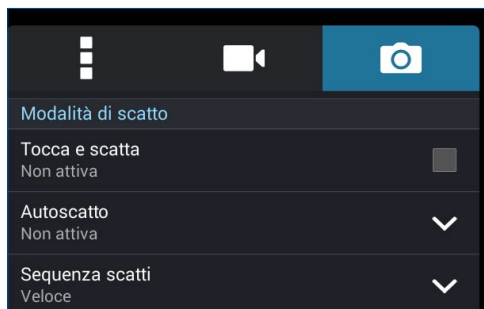 Modalità di scatto
Tocca e scatta
Non attiva
Autoscatto
Non attiva
Sequenza scatti
Veloce